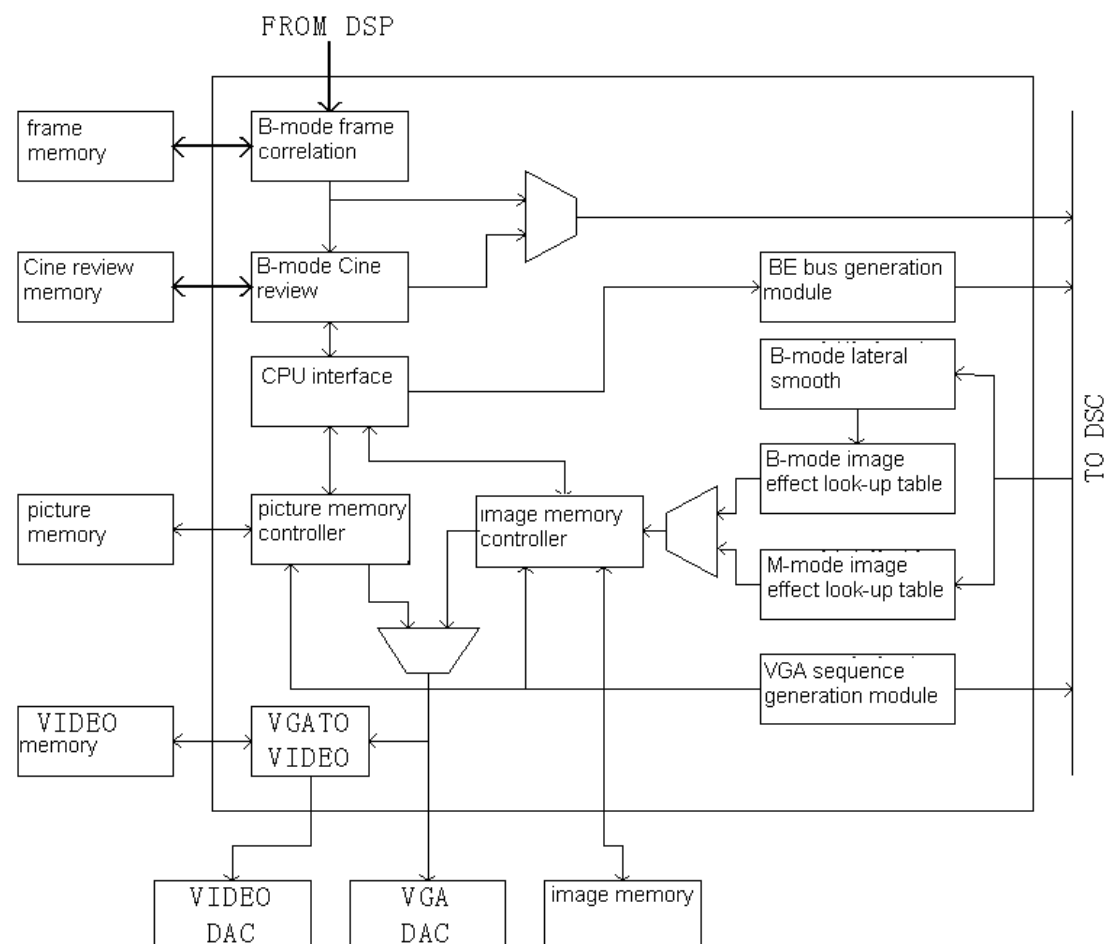 FROM DSP
frame
memory
B-mode frame
correlation
Cine review
memory
B-mode Cine
review
BE bus generation
module
CPU interface
B-mode lateral
smooth
TO DSC
B-mode image
effect look-up table
picture
memory
picture memory
controller
image memory
controller
M-mode image
effect look-up table
VGA sequence
generation module
VIDEO
memory
VGATO
VIDEO
VIDEO
DAC
VGA
DAC
image memory